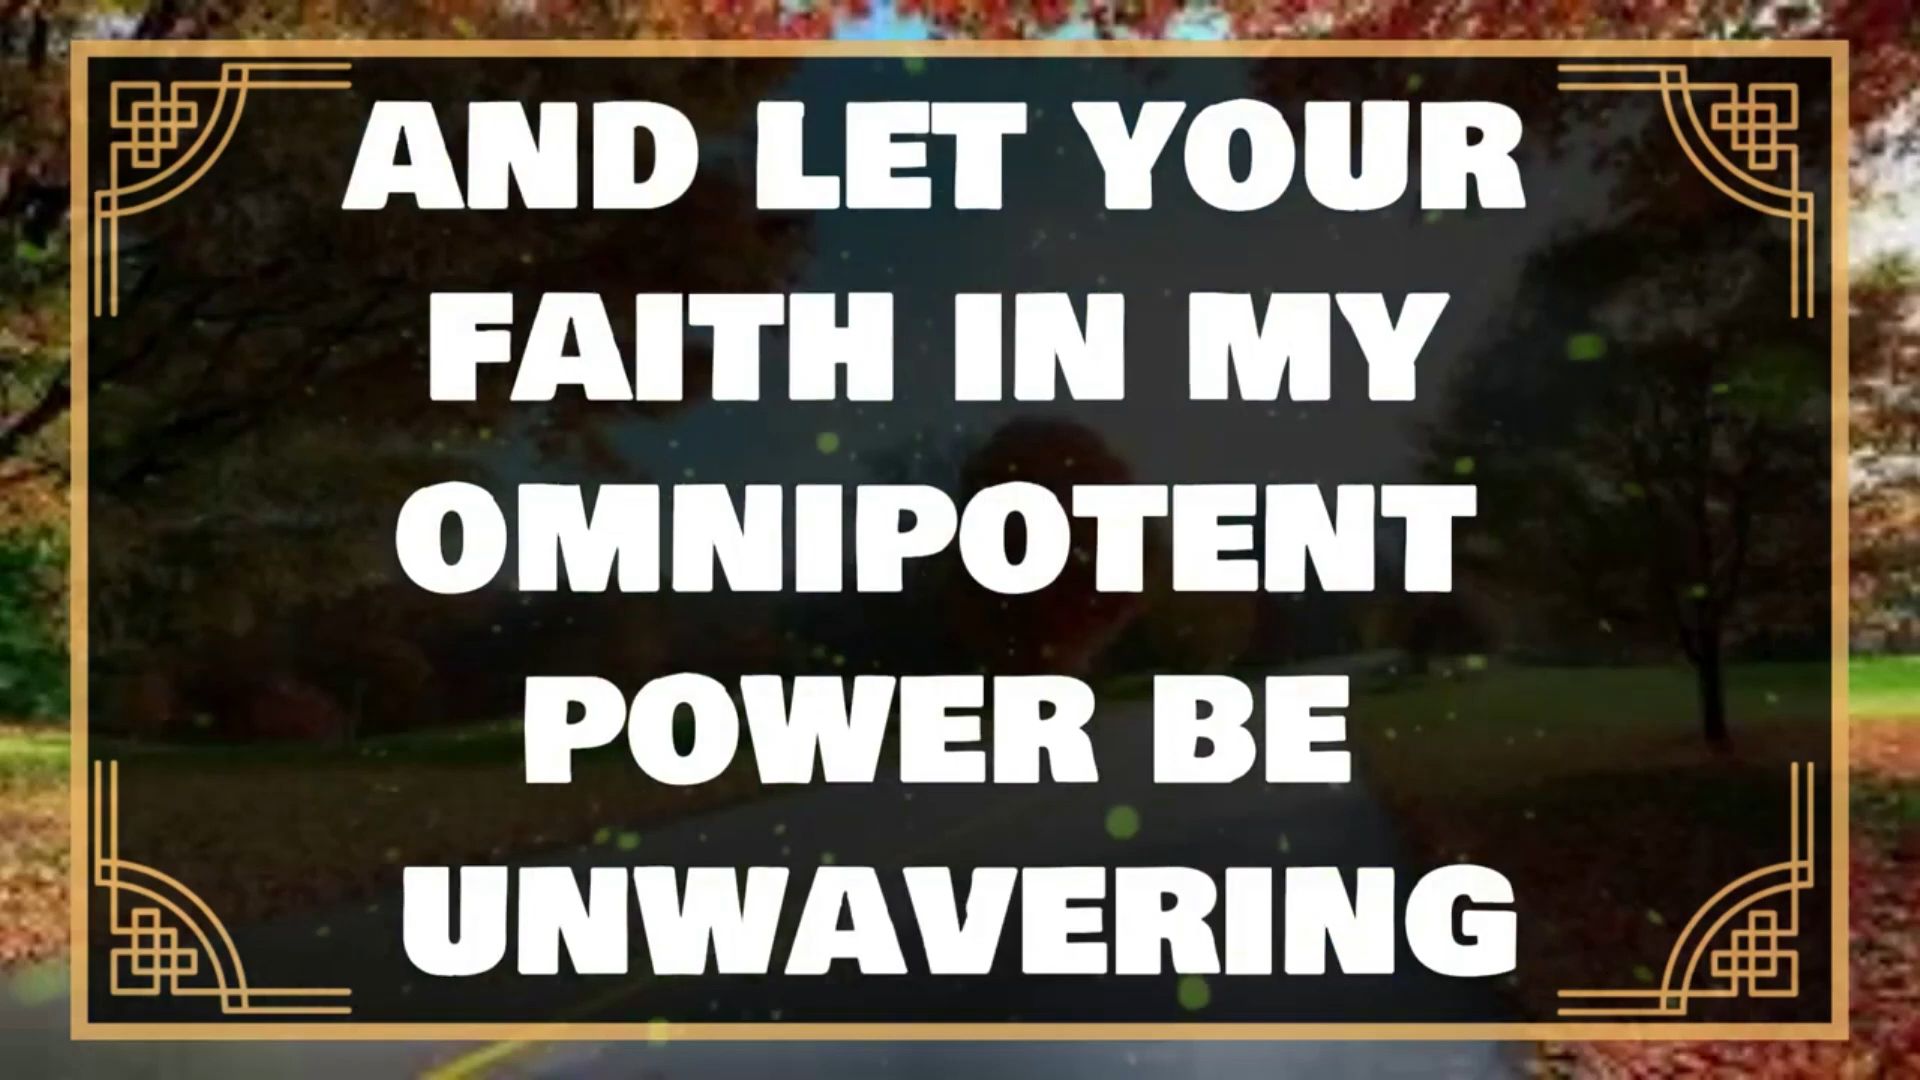 AND LET YOUR
FAITH IN MY
OMNIPOTENT
POWER BE
UNWAVERING